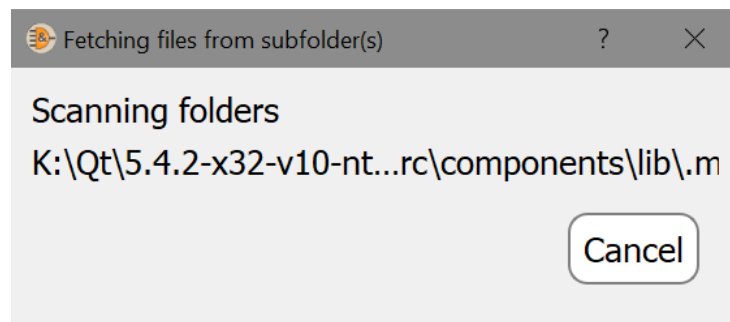 Fetching files from subfolder(s) ?
Scanning folders
K:\Qt\5.4.2-x32-v10-nt...rc\components\lib\.m
Cancel